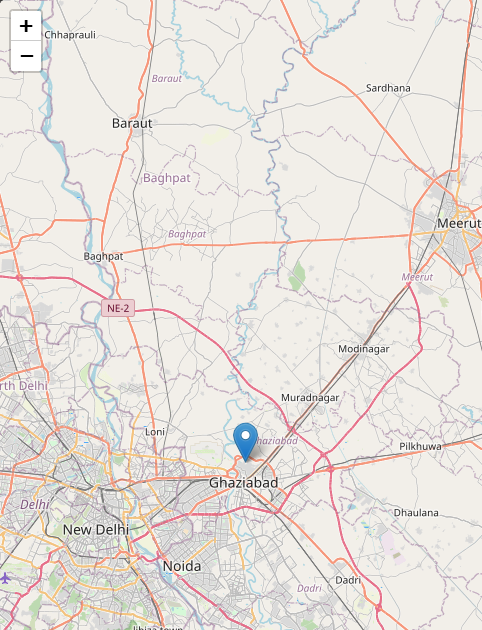 +
−
Chhaprauli
Baraut
Sardhana
Baraut
Baghpat
Meerut
Baghpat
Baghpat
Meerut
NE-2
Modinagar
rth Delhi
Muradnagar
Loni
Ghaziabad
Pilkhuwa
Ghaziabad
Delhi
Dhaulana
New Delhi
Noida
Dadri
Dadri